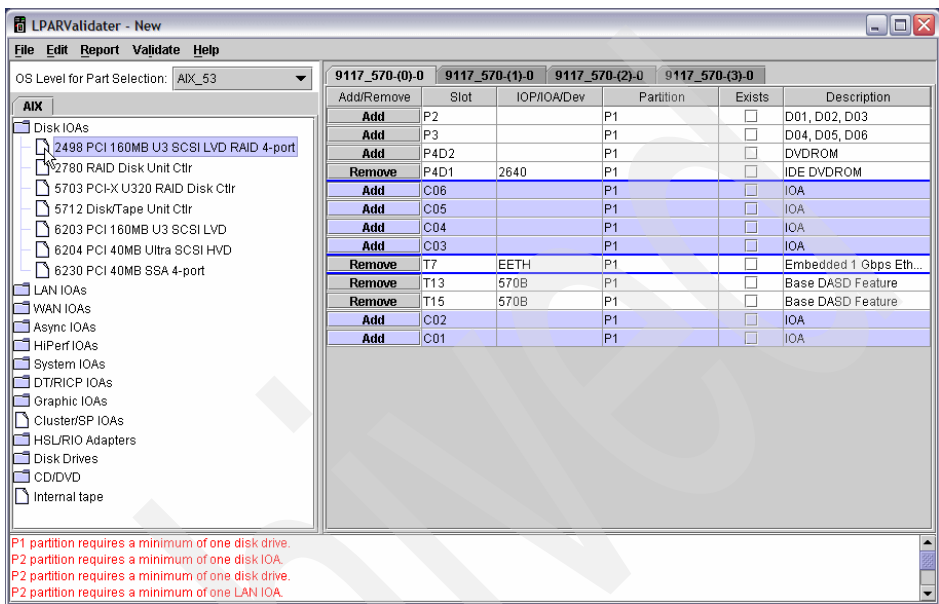 LPARValidater - New
File Edit Report Validate Help
OS Level for Part Selection: AIX_53
AIX
Disk IOAs
2498 PCI 160MB U3 SCSI LVD RAID 4-port
2780 RAID Disk Unit Ctlr
5703 PCI-X U320 RAID Disk Ctlr
5712 Disk/Tape Unit Ctlr
6203 PCI 160MB U3 SCSI LVD
6204 PCI 40MB Ultra SCSI HVD
6230 PCI 40MB SSA 4-port
LAN IOAs
WAN IOAs
Async IOAs
HiPerf IOAs
System IOAs
DT/RICP IOAs
Graphic IOAs
Cluster/SP IOAs
HSL/RIO Adapters
Disk Drives
CD/DVD
Internal tape
9117_570-(0)-0 9117_570-(1)-0 9117_570-(2)-0 9117_570-(3)-0
Add/Remove Slot IOP/IOA/Dev Partition Exists Description
Add P2 P1 D01, D02, D03
Add P3 P1 D04, D05, D06
Add P4D2 P1 DVDROM
Remove P4D1 2640 P1 IDE DVDROM
Add C06 P1 IOA
Add C05 P1 IOA
Add C04 P1 IOA
Add C03 P1 IOA
Remove T7 EETH P1 Embedded 1 Gbps Eth...
Remove T13 570B P1 Base DASD Feature
Remove T15 570B P1 Base DASD Feature
Add C02 P1 IOA
Add C01 P1 IOA
P1 partition requires a minimum of one disk drive.
P2 partition requires a minimum of one disk IOA.
P2 partition requires a minimum of one disk drive.
P2 partition requires a minimum of one LAN IOA.